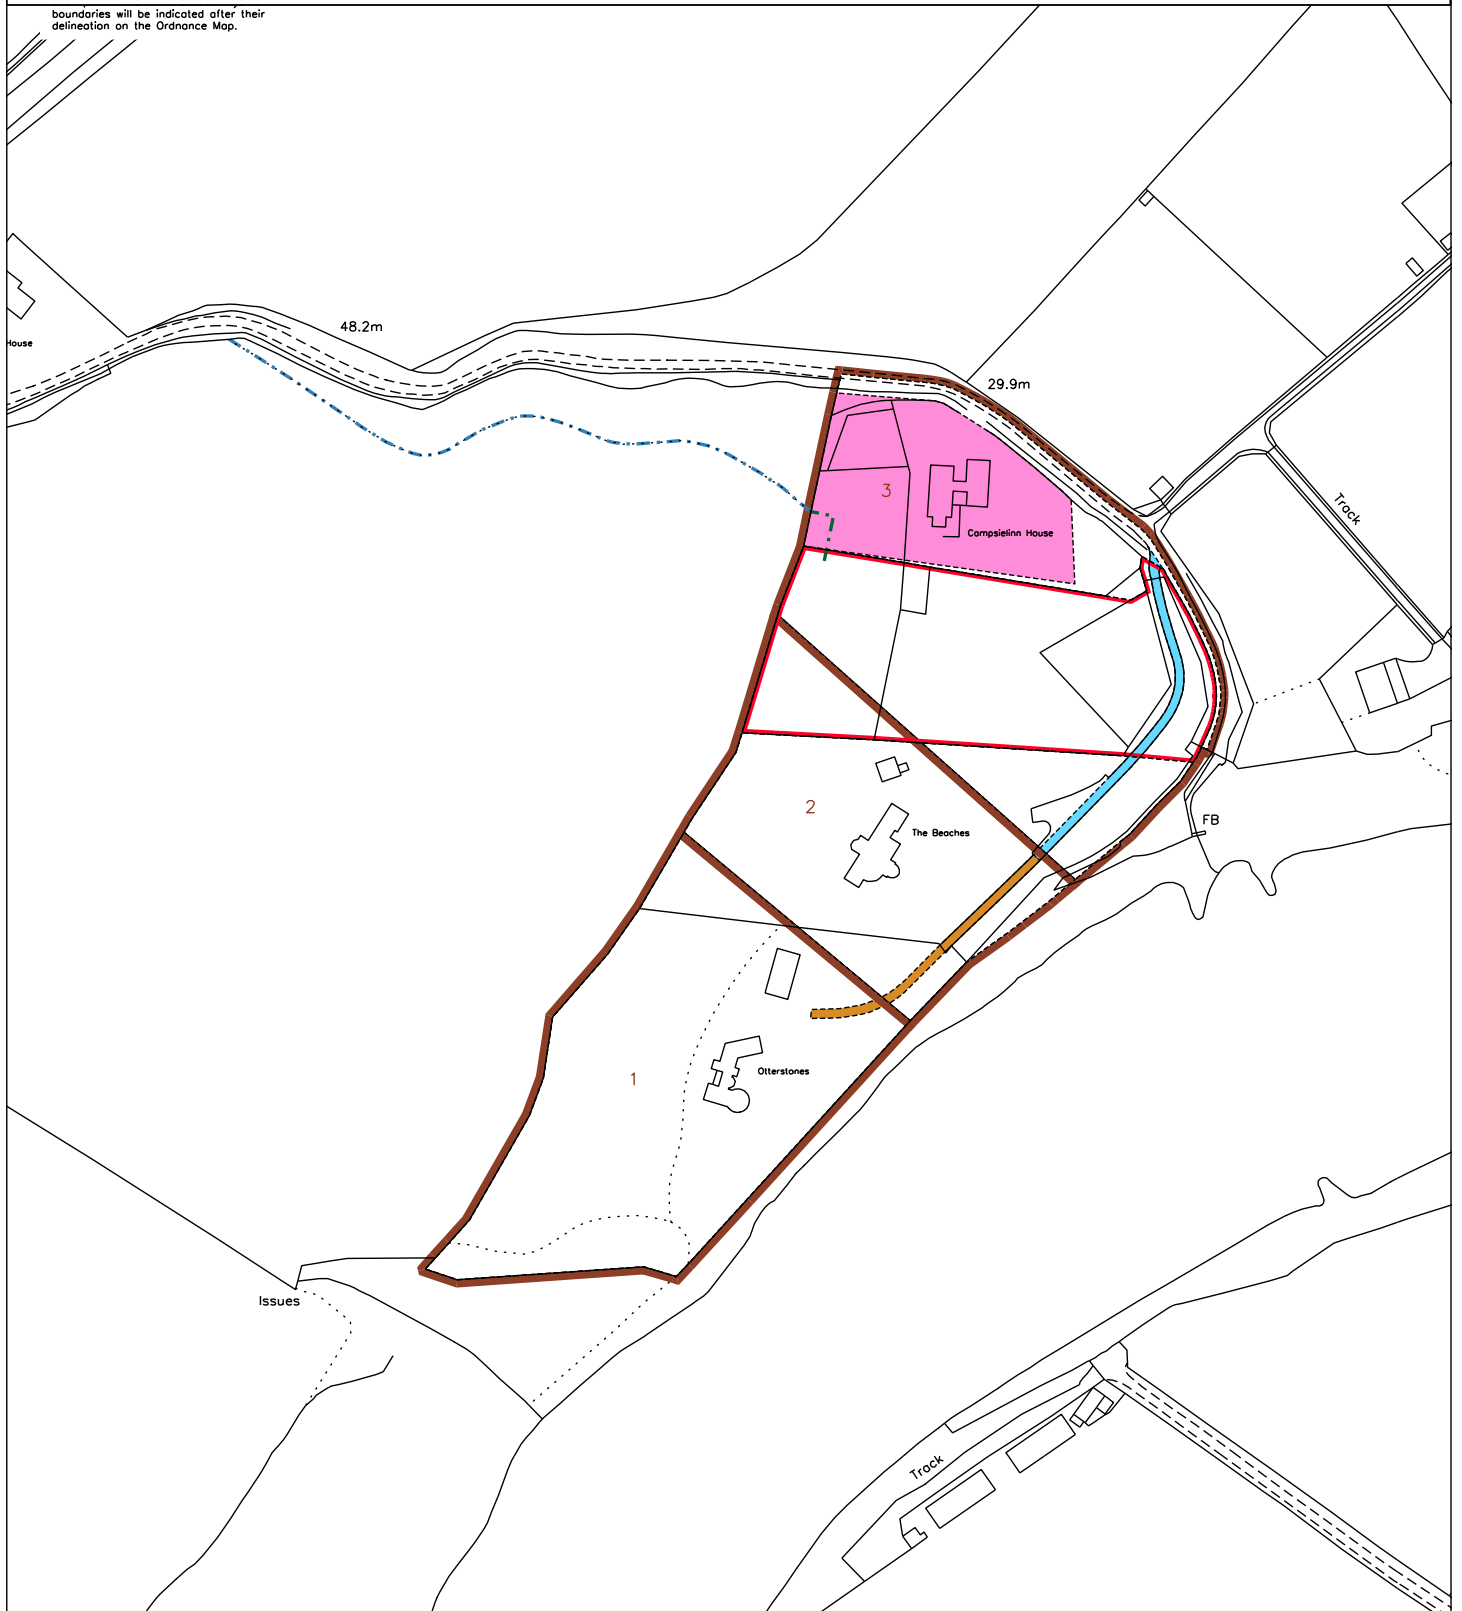 boundaries will be indicated after their
delineation on the Ordnance Map.
48.2m
House
29.9m
3
Campsielinn House
Track
2
The Beaches
FB
1
Otterstones
Issues
Track